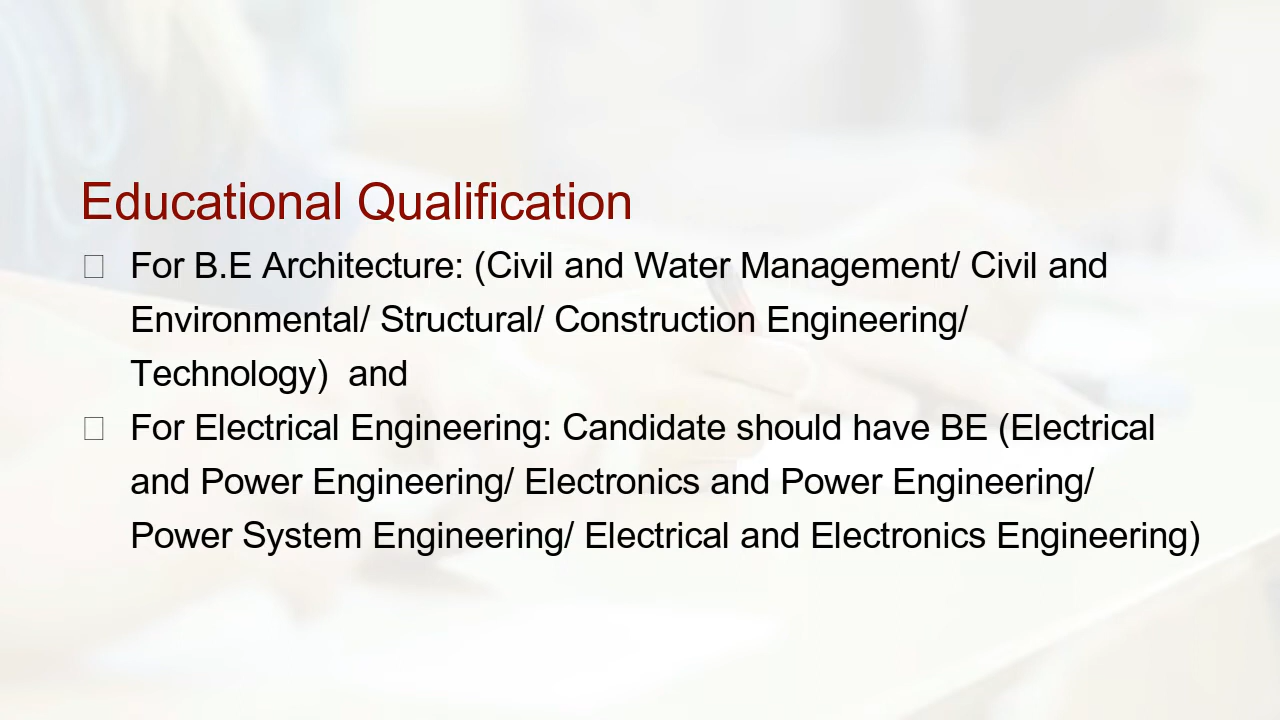 Educational Qualification
For B.E Architecture: (Civil and Water Management/ Civil and
Environmental/ Structural/ Construction Engineering/
Technology)  and
For Electrical Engineering: Candidate should have BE (Electrical
and Power Engineering/ Electronics and Power Engineering/
Power System Engineering/ Electrical and Electronics Engineering)